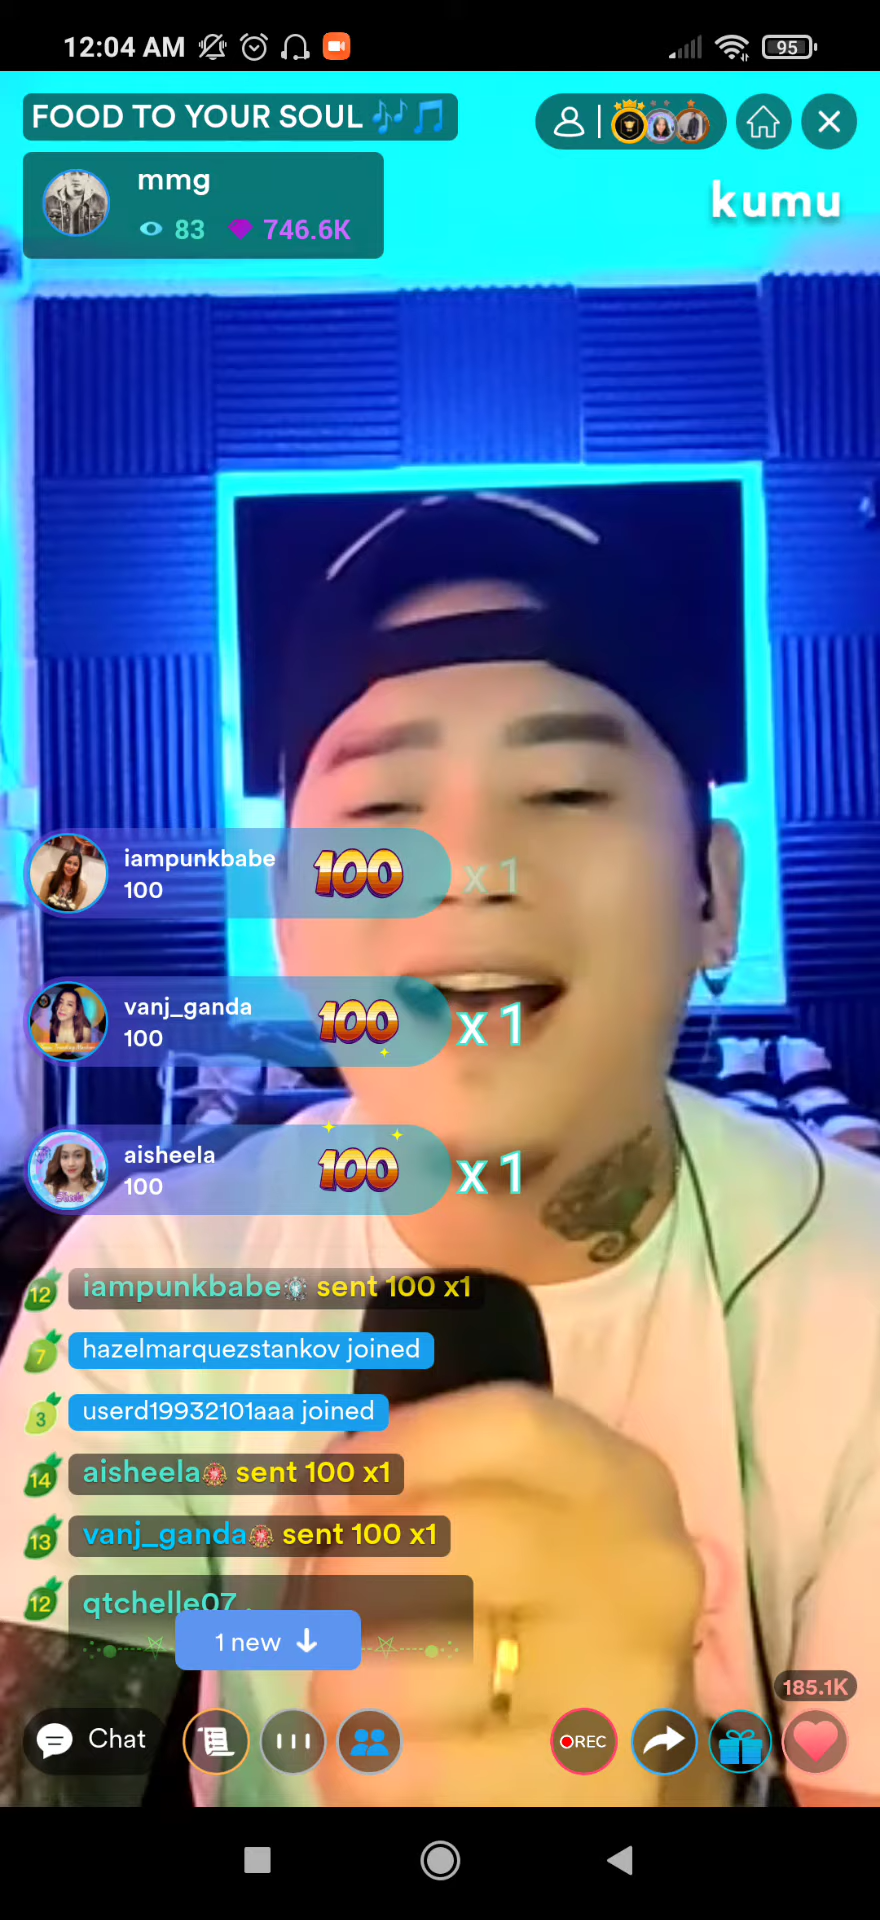 12:04 AM
95
FOOD TO YOUR SOUL
mmg
83 746.6K
kumu
iampunkbabe
100
100 x 1
vanj_ganda
100
100 x 1
aisheela
100
100 x 1
12 iampunkbabe sent 100 x1
7 hazelmarquezstankov joined
3 userd19932101aaa joined
14 aisheela sent 100 x1
13 vanj_ganda sent 100 x1
12 qtchelle07
1 new
185.1K
Chat
REC